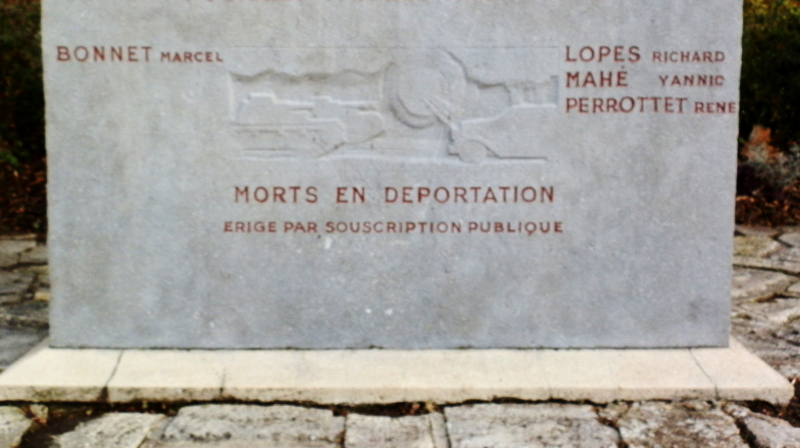 BONNET MARCEL
LOPES RICHARD
MAHÉ YANNIC
PERROTTET RENE
MORTS EN DEPORTATION
ERIGE PAR SOUSCRIPTION PUBLIQUE